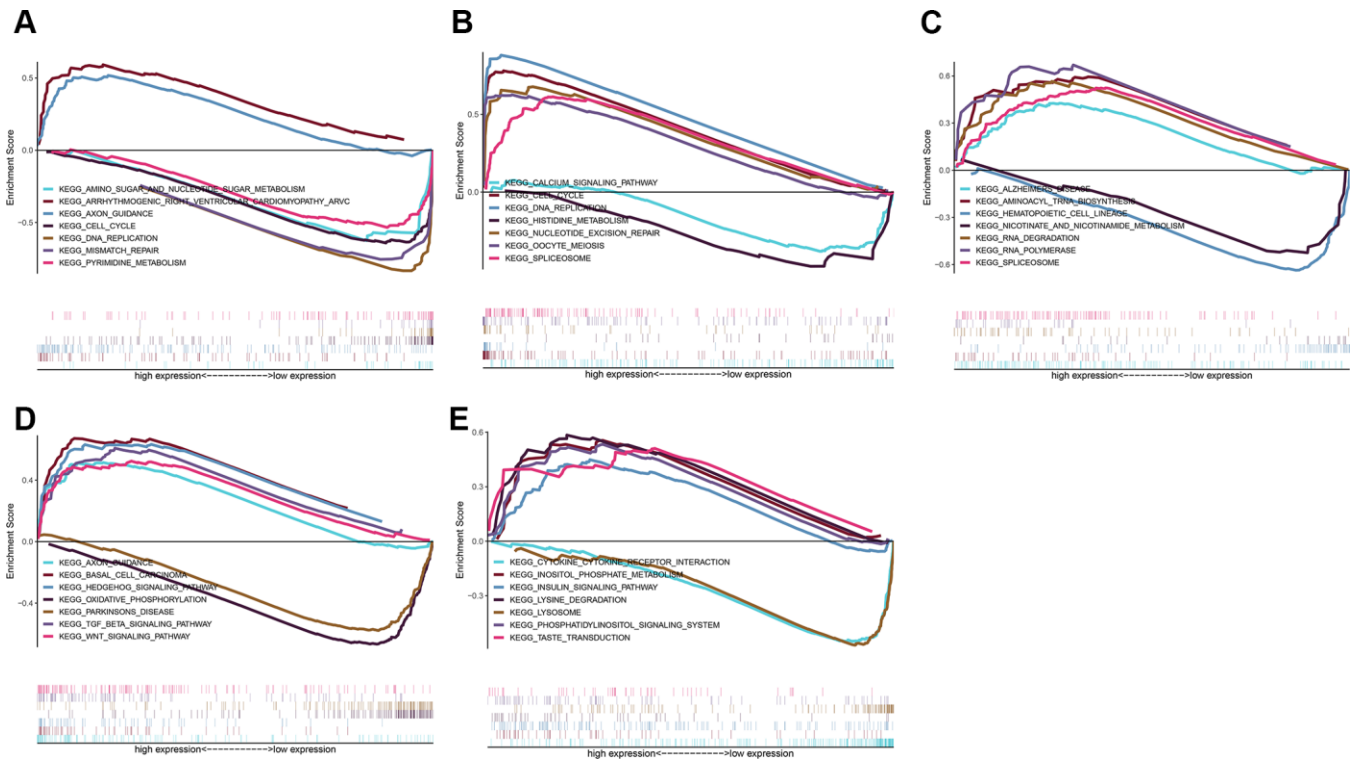 A
Enrichment Score
0.5
0.0
-0.5
KEGG_AMINO_SUGAR_AND_NUCLEOTIDE_SUGAR_METABOLISM
KEGG_ARRHYTHMOGENIC_RIGHT_VENTRICULAR_CARDIOMYOPATHY_ARVC
KEGG_AXON_GUIDANCE
KEGG_CELL_CYCLE
KEGG_DNA_REPLICATION
KEGG_MISMATCH_REPAIR
KEGG_PYRIMIDINE_METABOLISM
high expression<------------->low expression
B
Enrichment Score
0.5
0.0
KEGG_CALCIUM_SIGNALING_PATHWAY
KEGG_CELL_CYCLE
KEGG_DNA_REPLICATION
KEGG_HISTIDINE_METABOLISM
KEGG_NUCLEOTIDE_EXCISION_REPAIR
KEGG_OOCYTE_MEIOSIS
KEGG_SPLICEOSOME
high expression<------------->low expression
C
Enrichment Score
0.6
0.3
0.0
-0.3
-0.6
KEGG_ALZHEIMERS_DISEASE
KEGG_AMINOACYL_TRNA_BIOSYNTHESIS
KEGG_HEMATOPOIETIC_CELL_LINEAGE
KEGG_NICOTINATE_AND_NICOTINAMIDE_METABOLISM
KEGG_RNA_DEGRADATION
KEGG_RNA_POLYMERASE
KEGG_SPLICEOSOME
high expression<------------->low expression
D
Enrichment Score
0.4
0.0
-0.4
KEGG_AXON_GUIDANCE
KEGG_BASAL_CELL_CARCINOMA
KEGG_HEDGEHOG_SIGNALING_PATHWAY
KEGG_OXIDATIVE_PHOSPHORYLATION
KEGG_PARKINSONS_DISEASE
KEGG_TGF_BETA_SIGNALING_PATHWAY
KEGG_WNT_SIGNALING_PATHWAY
high expression<------------->low expression
E
Enrichment Score
0.6
0.3
0.0
-0.3
KEGG_CYTOKINE_CYTOKINE_RECEPTOR_INTERACTION
KEGG_INOSITOL_PHOSPHATE_METABOLISM
KEGG_INSULIN_SIGNALING_PATHWAY
KEGG_LYSINE_DEGRADATION
KEGG_LYSOSOME
KEGG_PHOSPHATIDYLINOSITOL_SIGNALING_SYSTEM
KEGG_TASTE_TRANSDUCTION
high expression<------------->low expression